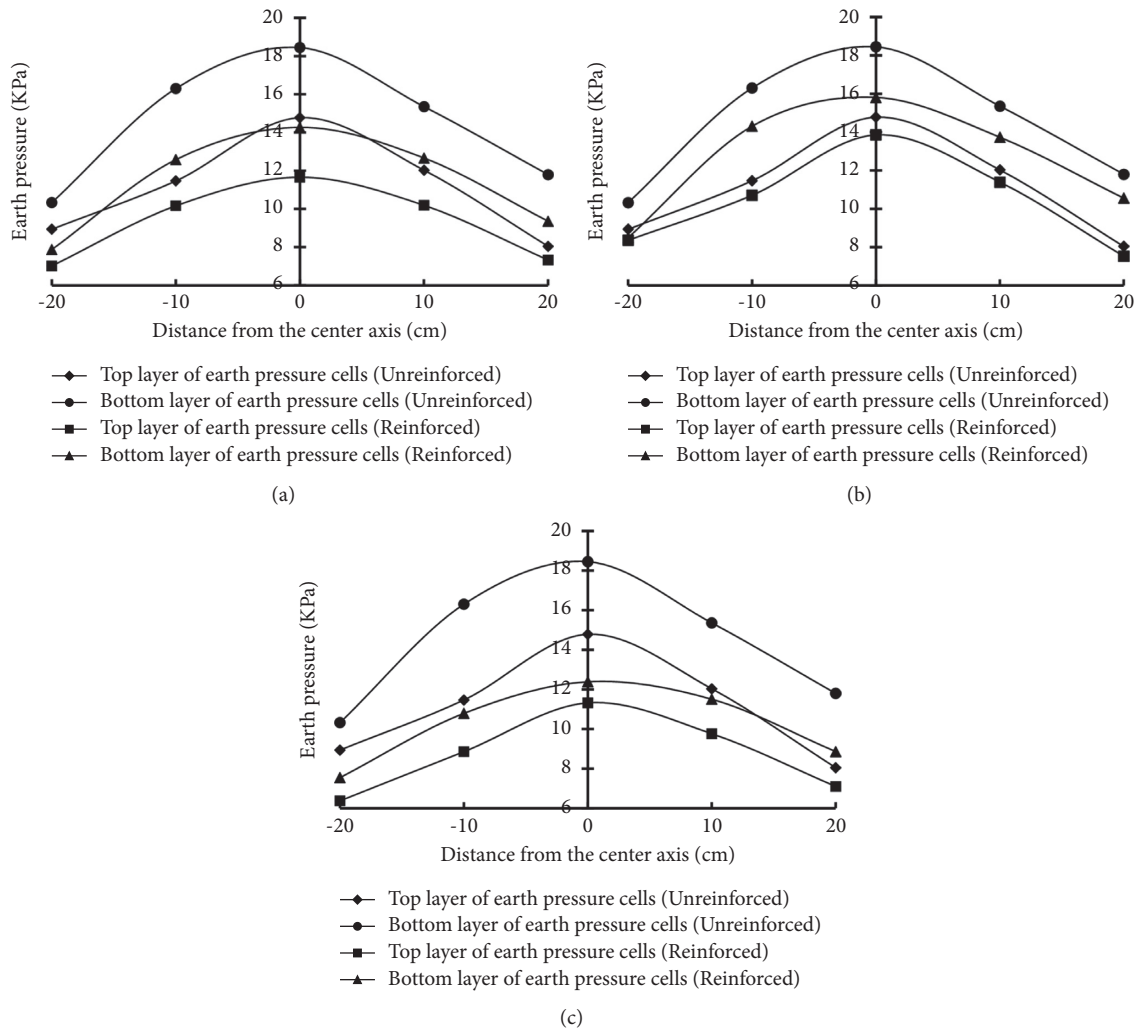 20
18
16
14
12
10
8
6
Earth pressure (KPa)
-20 -10 0 10 20
Distance from the center axis (cm)
Top layer of earth pressure cells (Unreinforced)
Bottom layer of earth pressure cells (Unreinforced)
Top layer of earth pressure cells (Reinforced)
Bottom layer of earth pressure cells (Reinforced)
(a)
20
18
16
14
12
10
8
6
Earth pressure (KPa)
-20 -10 0 10 20
Distance from the center axis (cm)
Top layer of earth pressure cells (Unreinforced)
Bottom layer of earth pressure cells (Unreinforced)
Top layer of earth pressure cells (Reinforced)
Bottom layer of earth pressure cells (Reinforced)
(b)
20
18
16
14
12
10
8
6
Earth pressure (KPa)
-20 -10 0 10 20
Distance from the center axis (cm)
Top layer of earth pressure cells (Unreinforced)
Bottom layer of earth pressure cells (Unreinforced)
Top layer of earth pressure cells (Reinforced)
Bottom layer of earth pressure cells (Reinforced)
(c)